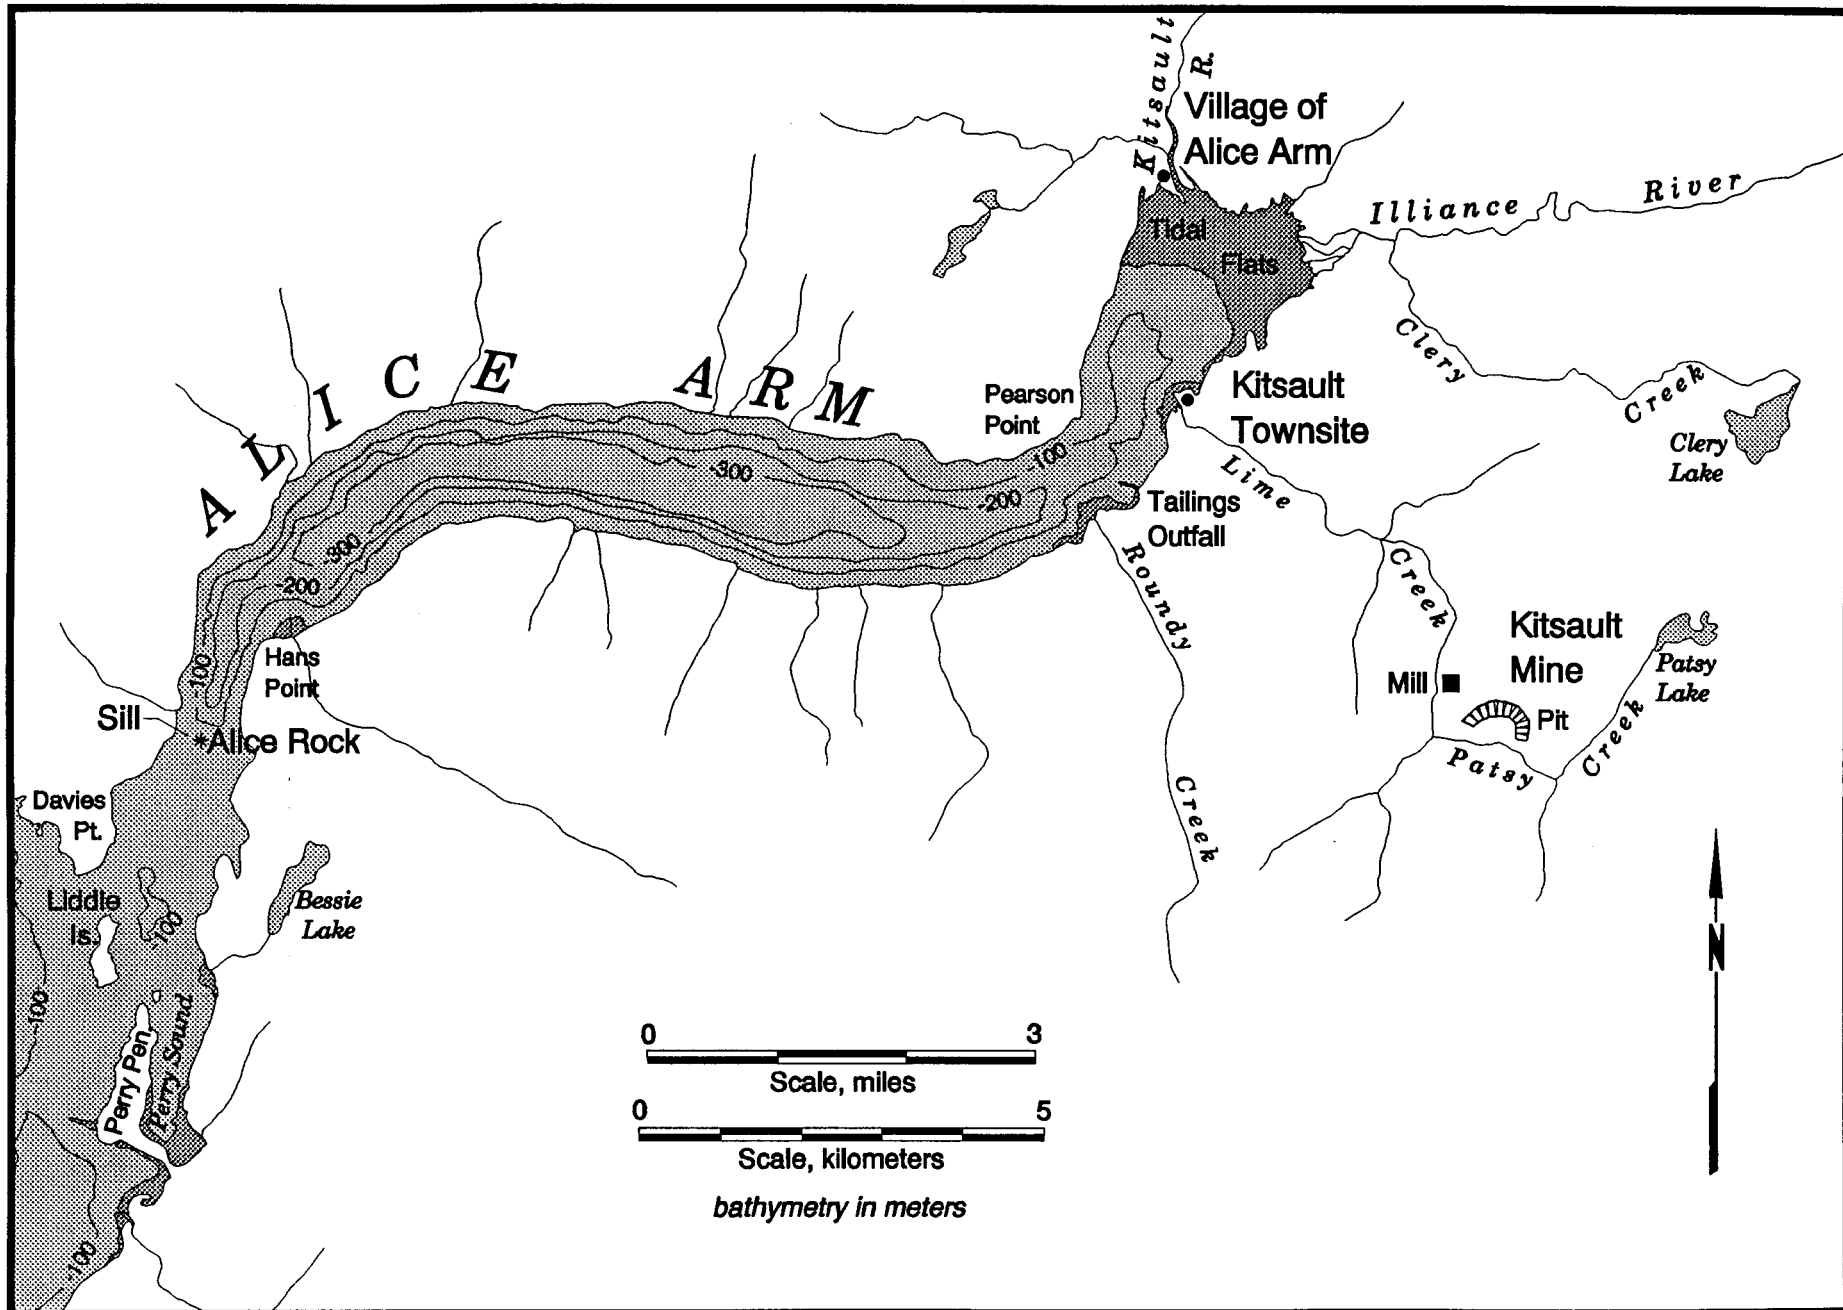 Kitsault
R.
Village of
Alice Arm
Illiance River
Tidal
Flats
Clery
Creek
Clery
Lake
ALICE ARM
Pearson
Point
Kitsault
Townsite
-100
-300
-200
Lime
Creek
Tailings
Outfall
-300
-200
-100
Roundy
Creek
Kitsault
Mine
Mill
Pit
Patsy
Lake
Patsy
Creek
Hans
Point
Sill
*Alice Rock
Davies
Pt.
Liddle
Is.
-100
Bessie
Lake
-100
Perry Pen.
Perry Sound
-100
N
0 3
Scale, miles
0 5
Scale, kilometers
bathymetry in meters